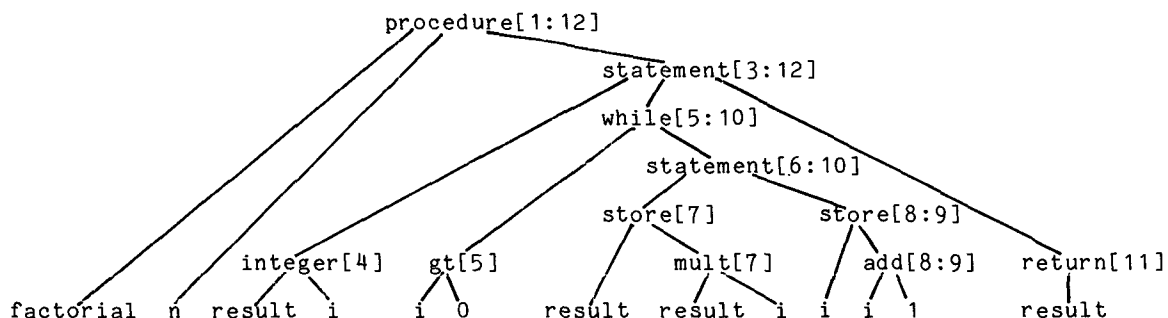 procedure[1:12]
statement[3:12]
while[5:10]
statement[6:10]
store[7] store[8:9]
integer[4] gt[5] mult[7] add[8:9] return[11]
factorial n result i i 0 result result i i i 1 result